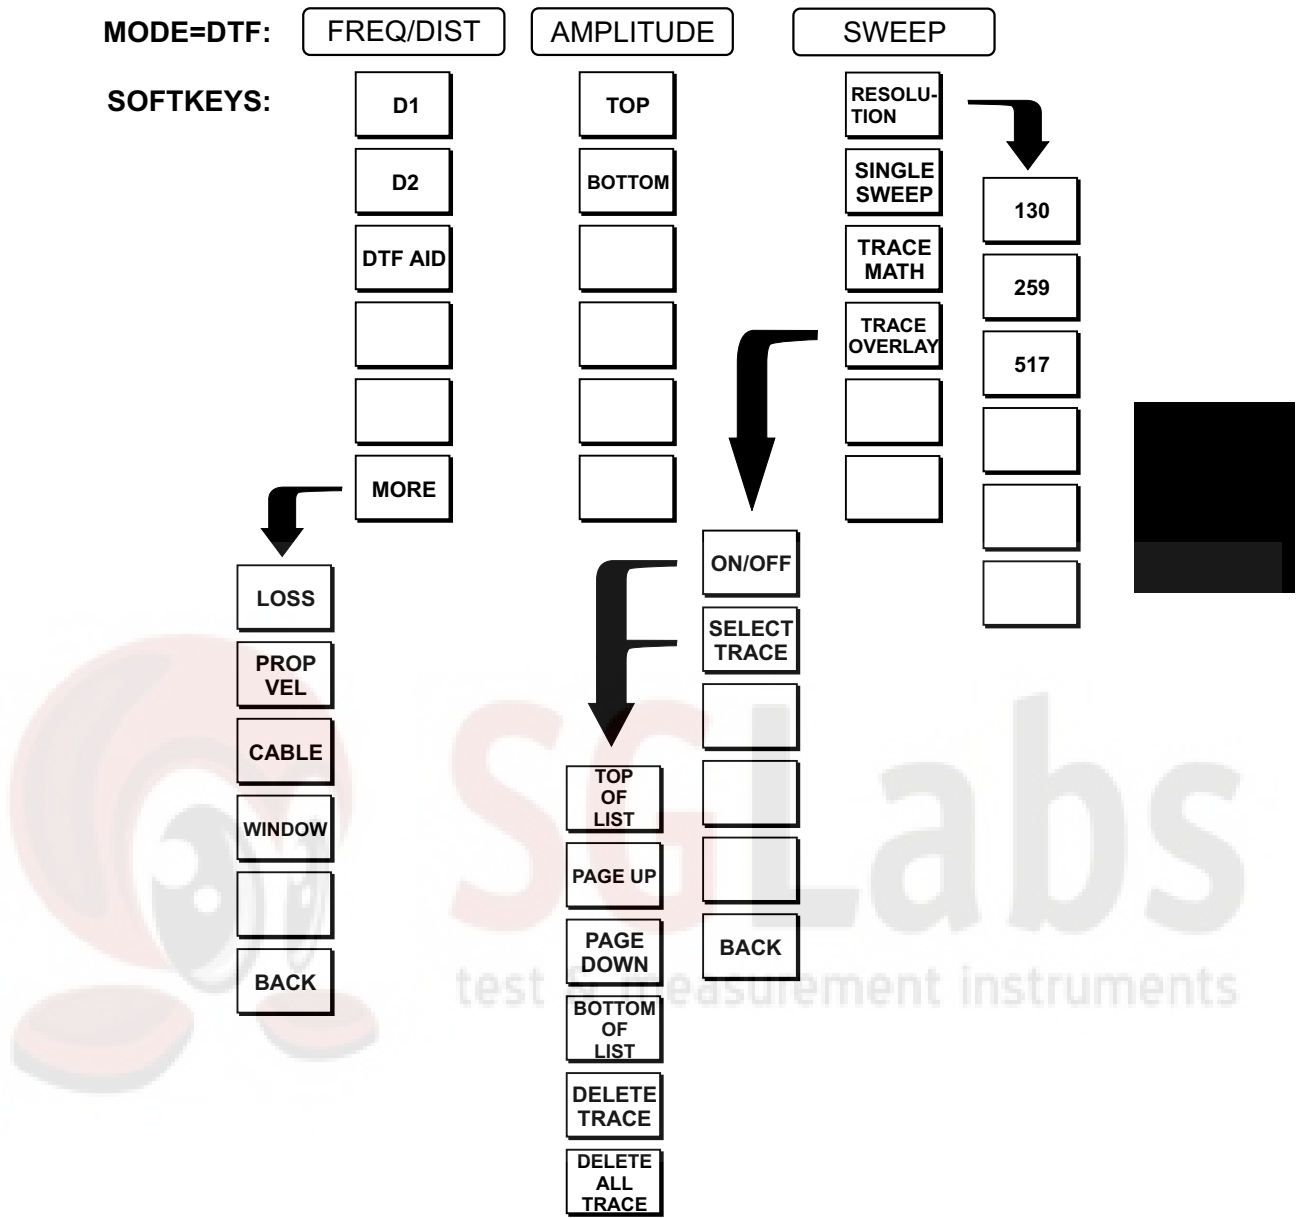 MODE=DTF: FREQ/DIST AMPLITUDE SWEEP
SOFTKEYS:
D1
D2
DTF AID
MORE
LOSS
PROP
VEL
CABLE
WINDOW
BACK
TOP
BOTTOM
RESOLU-
TION
SINGLE
SWEEP
TRACE
MATH
TRACE
OVERLAY
130
259
517
ON/OFF
SELECT
TRACE
BACK
TOP
OF
LIST
PAGE UP
PAGE
DOWN
BOTTOM
OF
LIST
DELETE
TRACE
DELETE
ALL
TRACE
SGLabs
test & measurement instruments